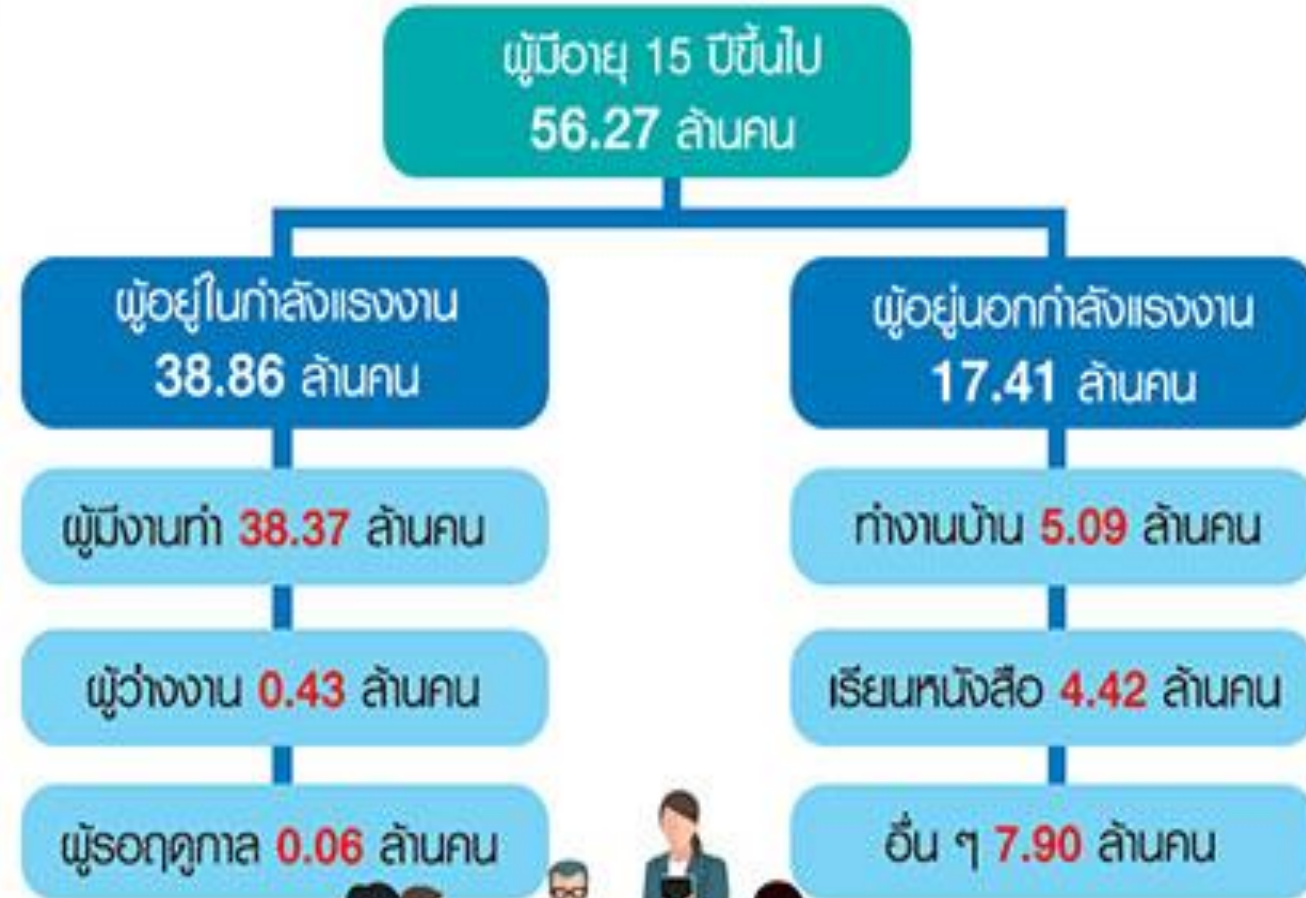 ผู้มีอายุ 15 ปีขึ้นไป
56.27 ล้านคน
ผู้อยู่ในกำลังแรงงาน
38.86 ล้านคน
ผู้มีงานทำ 38.37 ล้านคน
ผู้ว่างงาน 0.43 ล้านคน
ผู้รอฤดูกาล 0.06 ล้านคน
ผู้อยู่นอกกำลังแรงงาน
17.41 ล้านคน
ทำงานบ้าน 5.09 ล้านคน
เรียนหนังสือ 4.42 ล้านคน
อื่น ๆ 7.90 ล้านคน